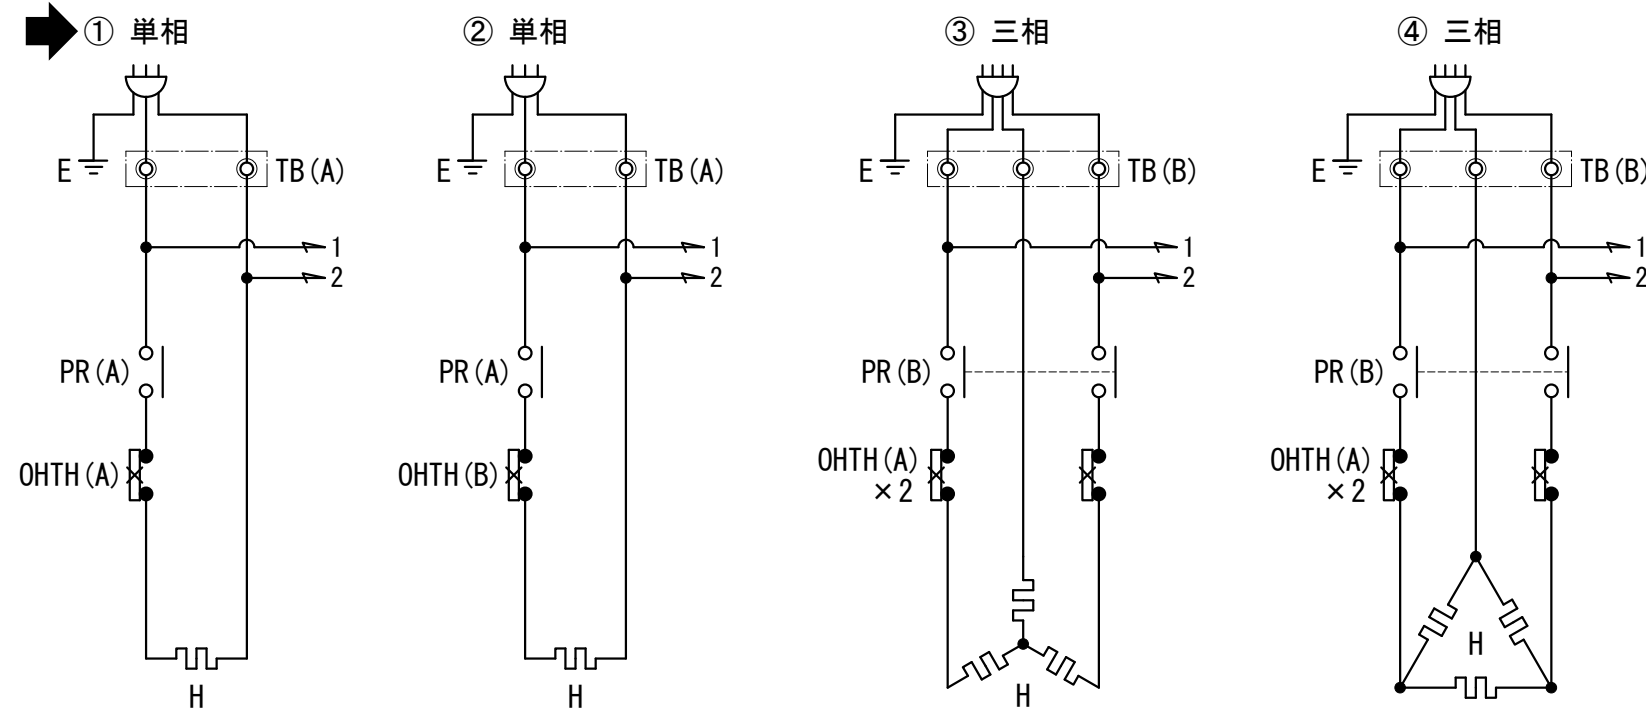 ① 単相
E
TB(A)
1
2
PR(A)
OHTH(A)
H
② 単相
E
TB(A)
1
2
PR(A)
OHTH(B)
H
③ 三相
E
TB(B)
1
2
PR(B)
OHTH(A)
×2
H
④ 三相
E
TB(B)
1
2
PR(B)
OHTH(A)
×2
H